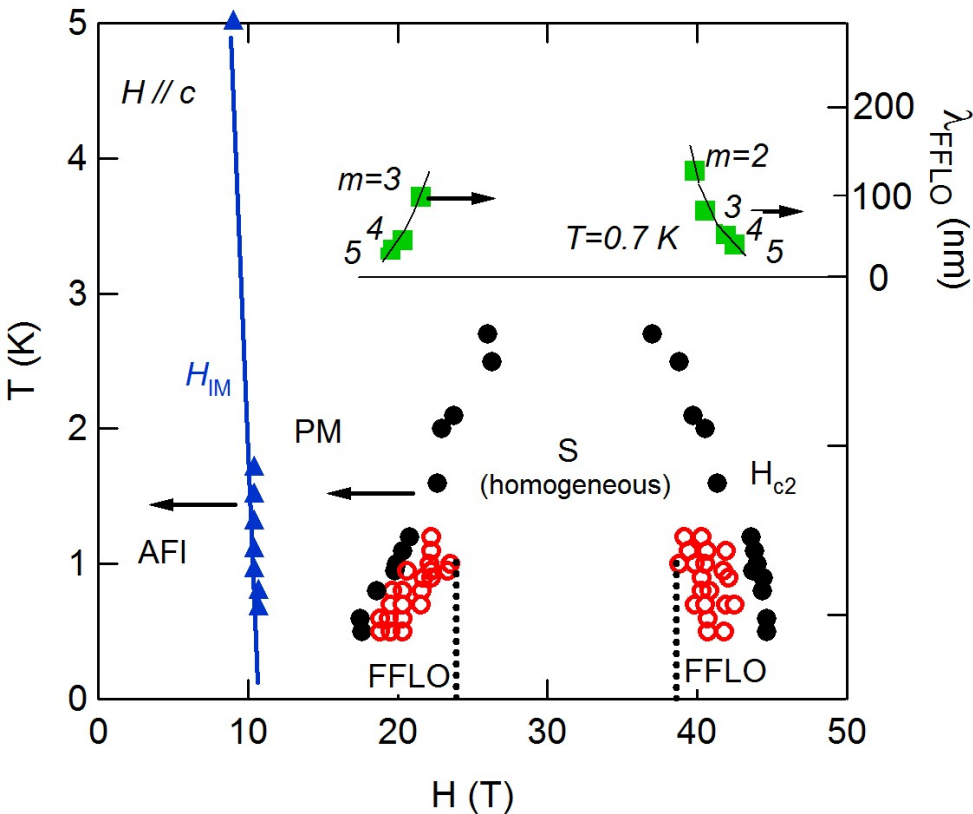 5
H // c
200
4
m=3
m=2
100
4
3
4
5
T=0.7 K
5
0
λFFLO (nm)
3
T (K)
HIM
2
PM
S
(homogeneous)
Hc2
AFI
1
FFLO
FFLO
0
0
10
20
30
40
50
H (T)